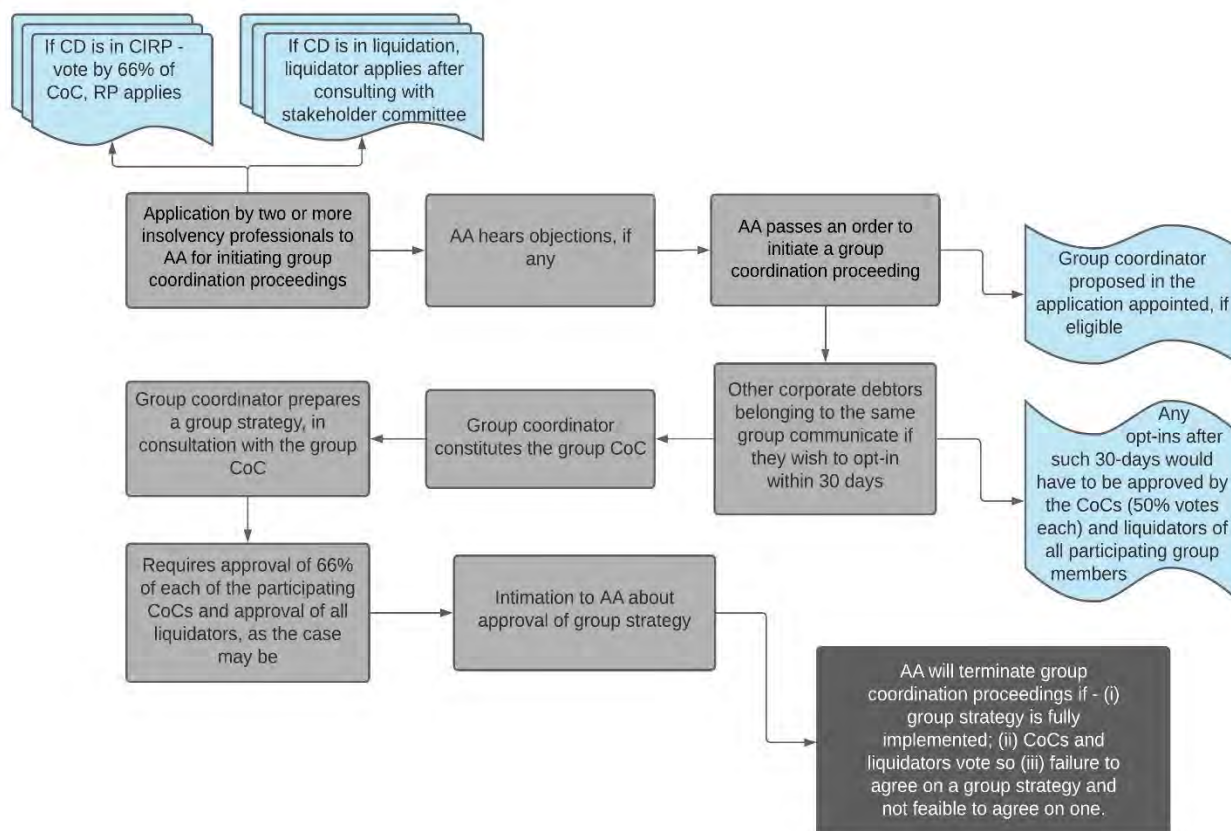 If CD is in CIRP -
vote by 66% of
CoC, RP applies
If CD is in liquidation,
liquidator applies after
consulting with
stakeholder committee
Application by two or more
insolvency professionals to
AA for initiating group
coordination proceedings
AA hears objections, if
any
AA passes an order to
initiate a group
coordination proceeding
Group coordinator
proposed in the
application appointed, if
eligible
Group coordinator prepares
a group strategy, in
consultation with the group
CoC
Group coordinator
constitutes the group CoC
Other corporate debtors
belonging to the same
group communicate if
they wish to opt-in
within 30 days
Any
opt-ins after
such 30-days would
have to be approved by
the CoCs (50% votes
each) and liquidators of
all participating group
members
Requires approval of 66%
of each of the participating
CoCs and approval of all
liquidators, as the case
may be
Intimation to AA about
approval of group strategy
AA will terminate group
coordination proceedings if - (i)
group strategy is fully
implemented; (ii) CoCs and
liquidators vote so (iii) failure to
agree on a group strategy and
not feaible to agree on one.